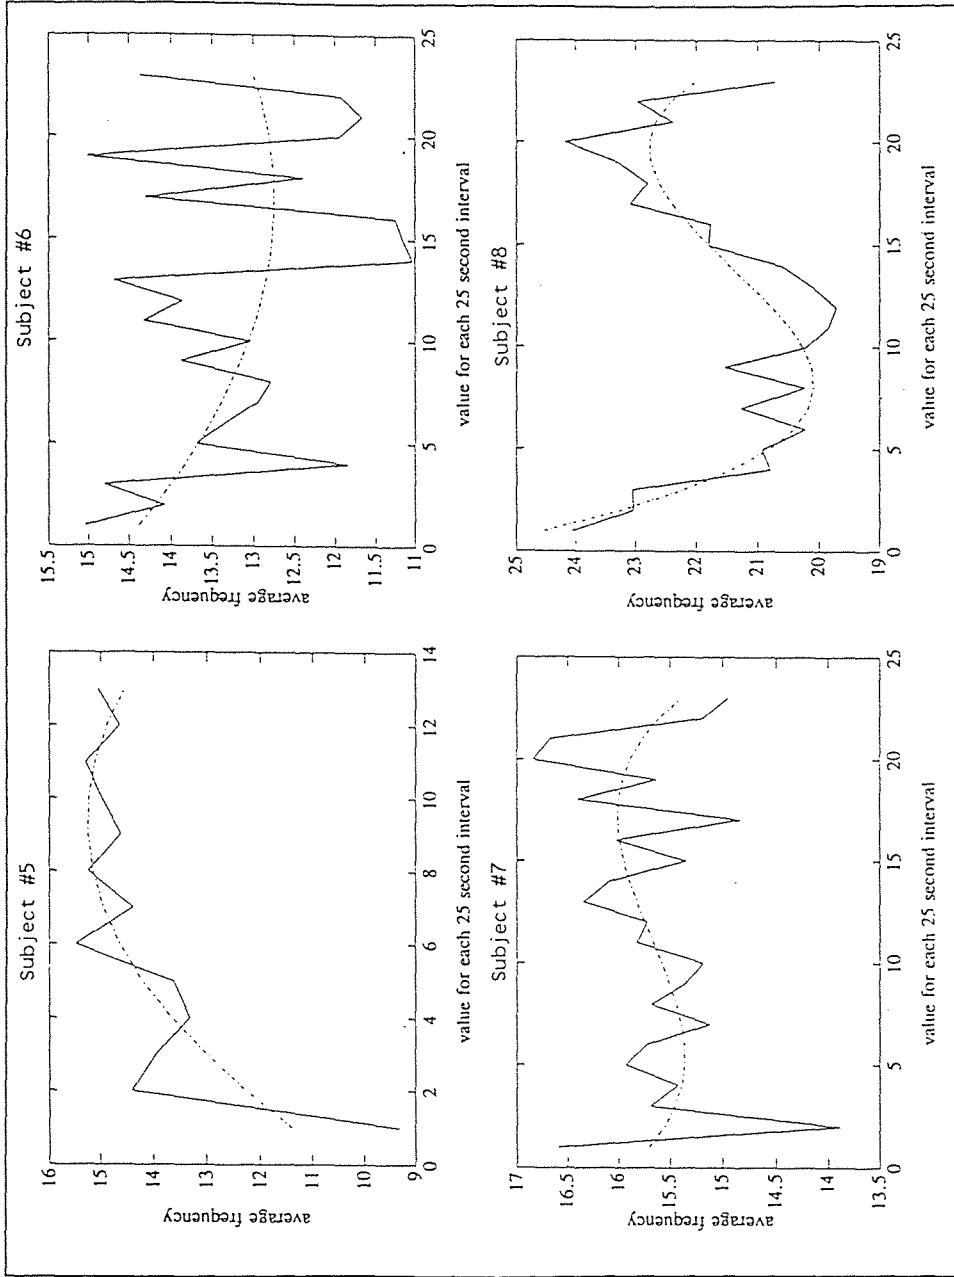 Subject #5
average frequency
16
15
14
13
12
11
10
9
0 2 4 6 8 10 12 14
value for each 25 second interval
Subject #6
average frequency
15.5
15
14.5
14
13.5
13
12.5
12
11.5
11
0 5 10 15 20 25
value for each 25 second interval
Subject #7
average frequency
17
16.5
16
15.5
15
14.5
14
13.5
0 5 10 15 20 25
value for each 25 second interval
Subject #8
average frequency
25
24
23
22
21
20
19
0 5 10 15 20 25
value for each 25 second interval